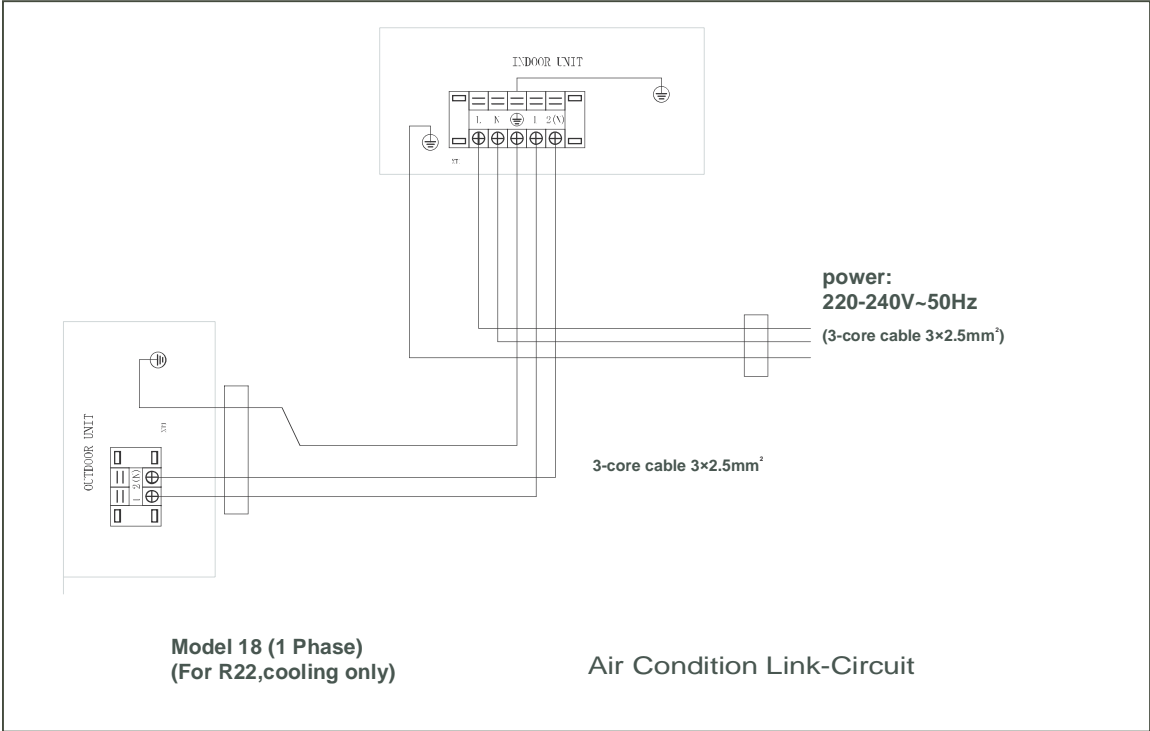 INDOOR UNIT
L N 1 2(N)
XT1
power:
220-240V~50Hz
(3-core cable 3×2.5mm²)
OUTDOOR UNIT
1 2(N)
3-core cable 3×2.5mm²
Model 18 (1 Phase)
(For R22,cooling only)
Air Condition Link-Circuit